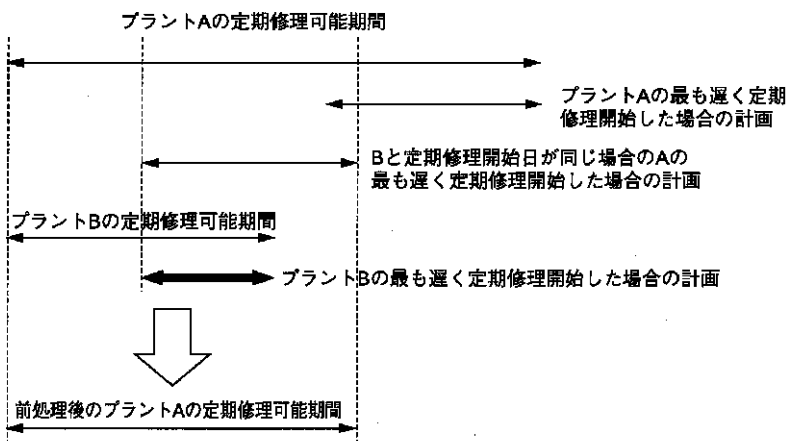 プラントAの定期修理可能期間
プラントAの最も遅く定期
修理開始した場合の計画
Bと定期修理開始日が同じ場合のAの
最も遅く定期修理開始した場合の計画
プラントBの定期修理可能期間
プラントBの最も遅く定期修理開始した場合の計画
前処理後のプラントAの定期修理可能期間